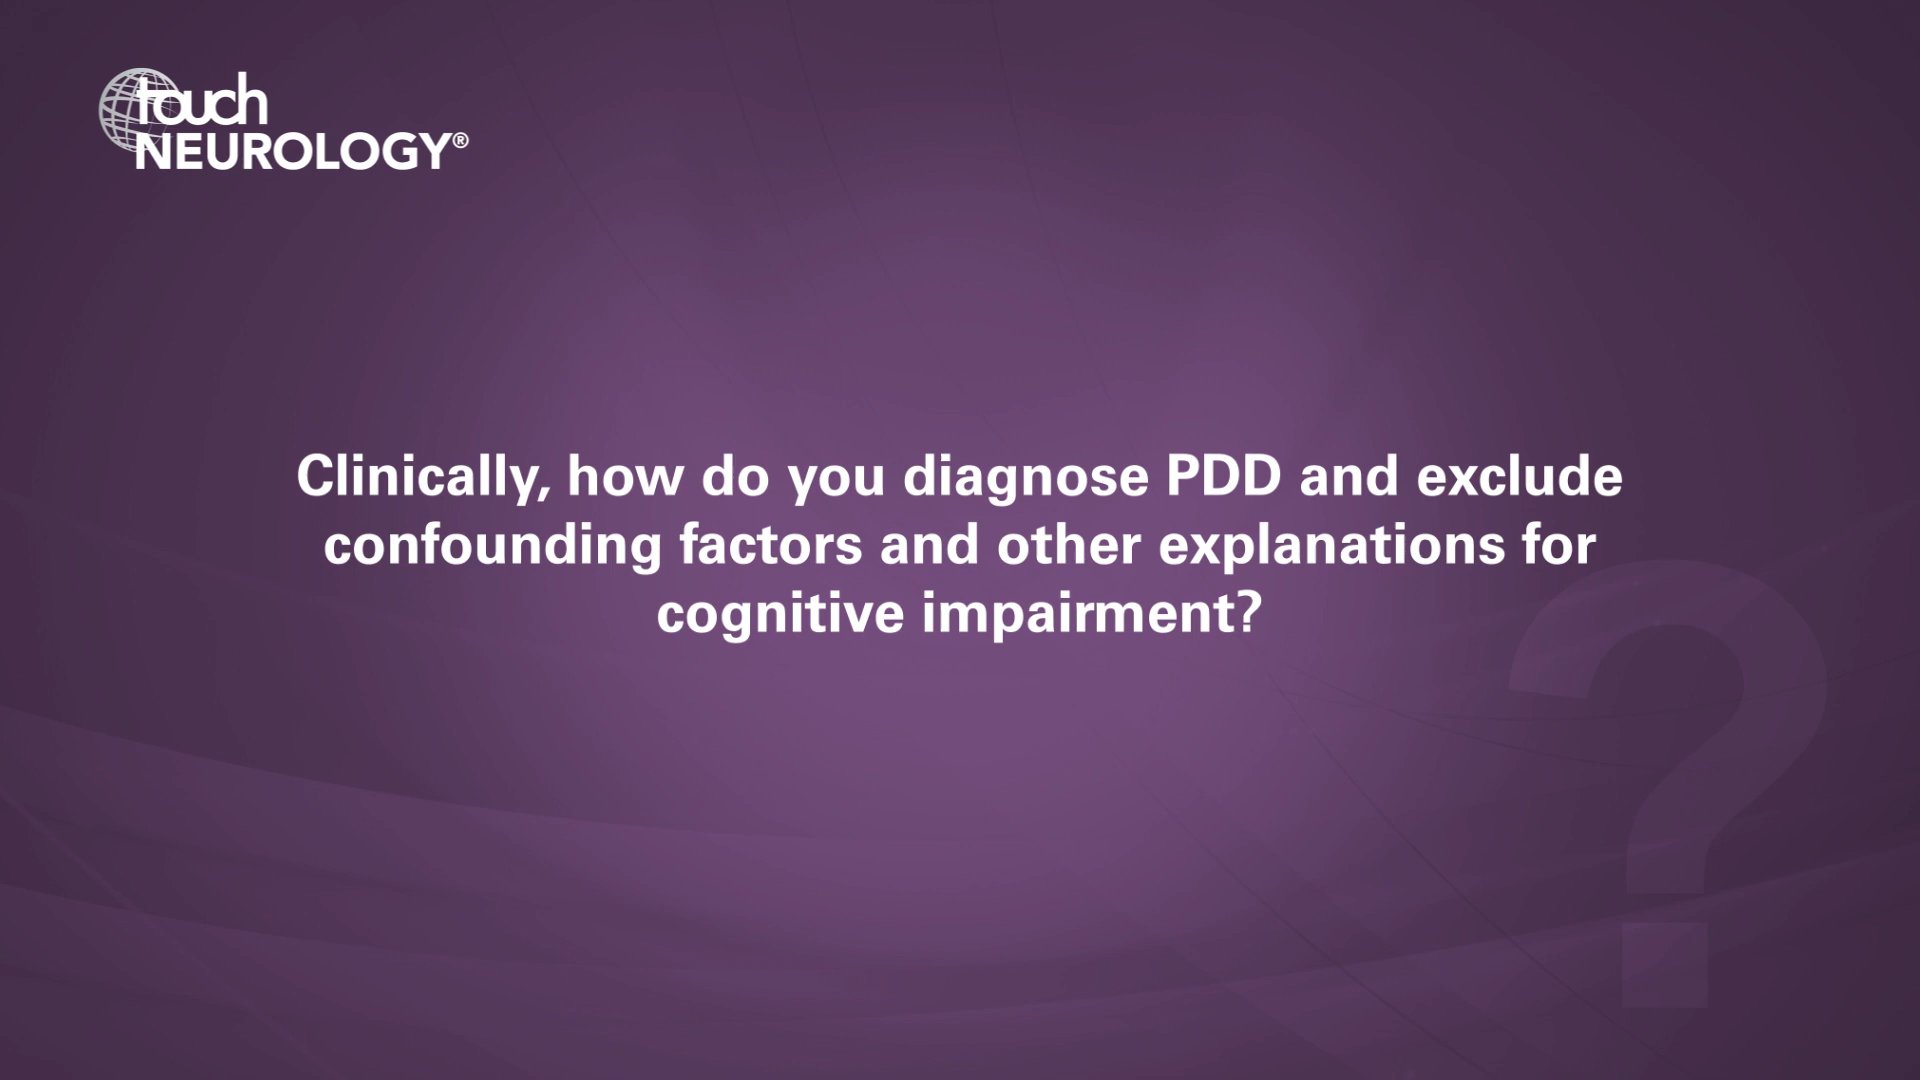 touch
NEUROLOGY®
Clinically, how do you diagnose PDD and exclude
confounding factors and other explanations for
cognitive impairment?
?